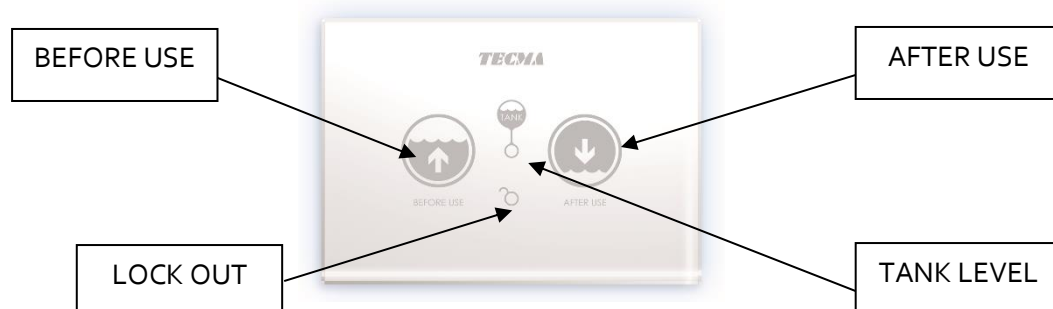 BEFORE USE
TECMA
AFTER USE
TANK
BEFORE USE
AFTER USE
LOCK OUT
TANK LEVEL